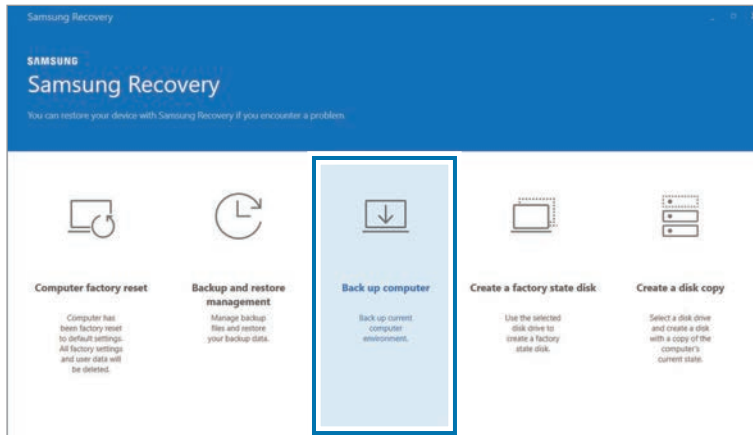 Samsung Recovery
SAMSUNG
Samsung Recovery
You can restore your device with Samsung Recovery if you encounter a problem.
Computer factory reset
Computer has
been factory reset
to default settings.
All factory settings
and user data will
be deleted.
Backup and restore
management
Manage backup
files and restore
your backup data.
Back up computer
Back up current
computer
environment.
Create a factory state disk
Use the selected
disk drive to
create a factory
state disk.
Create a disk copy
Select a disk drive
and create a disk
with a copy of the
computer's
current state.